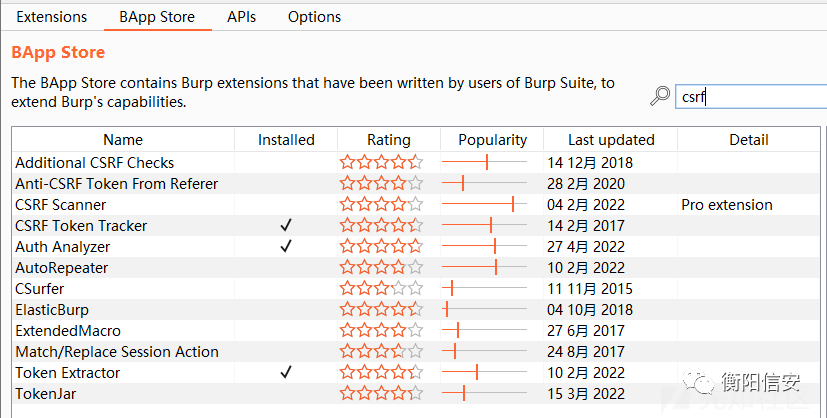 Extensions BApp Store APIs Options
BApp Store
The BApp Store contains Burp extensions that have been written by users of Burp Suite, to
extend Burp's capabilities.
csrf
Name Installed Rating Popularity Last updated Detail
Additional CSRF Checks 14 12月 2018
Anti-CSRF Token From Referer 28 2月 2020
CSRF Scanner 04 2月 2022 Pro extension
CSRF Token Tracker ✓ 14 2月 2017
Auth Analyzer ✓ 27 4月 2022
AutoRepeater 10 2月 2022
CSurfer 11 11月 2015
ElasticBurp 04 10月 2018
ExtendedMacro 27 6月 2017
Match/Replace Session Action 24 8月 2017
Token Extractor ✓ 10 2月 2022
TokenJar 15 3月 2022
衡阳信安